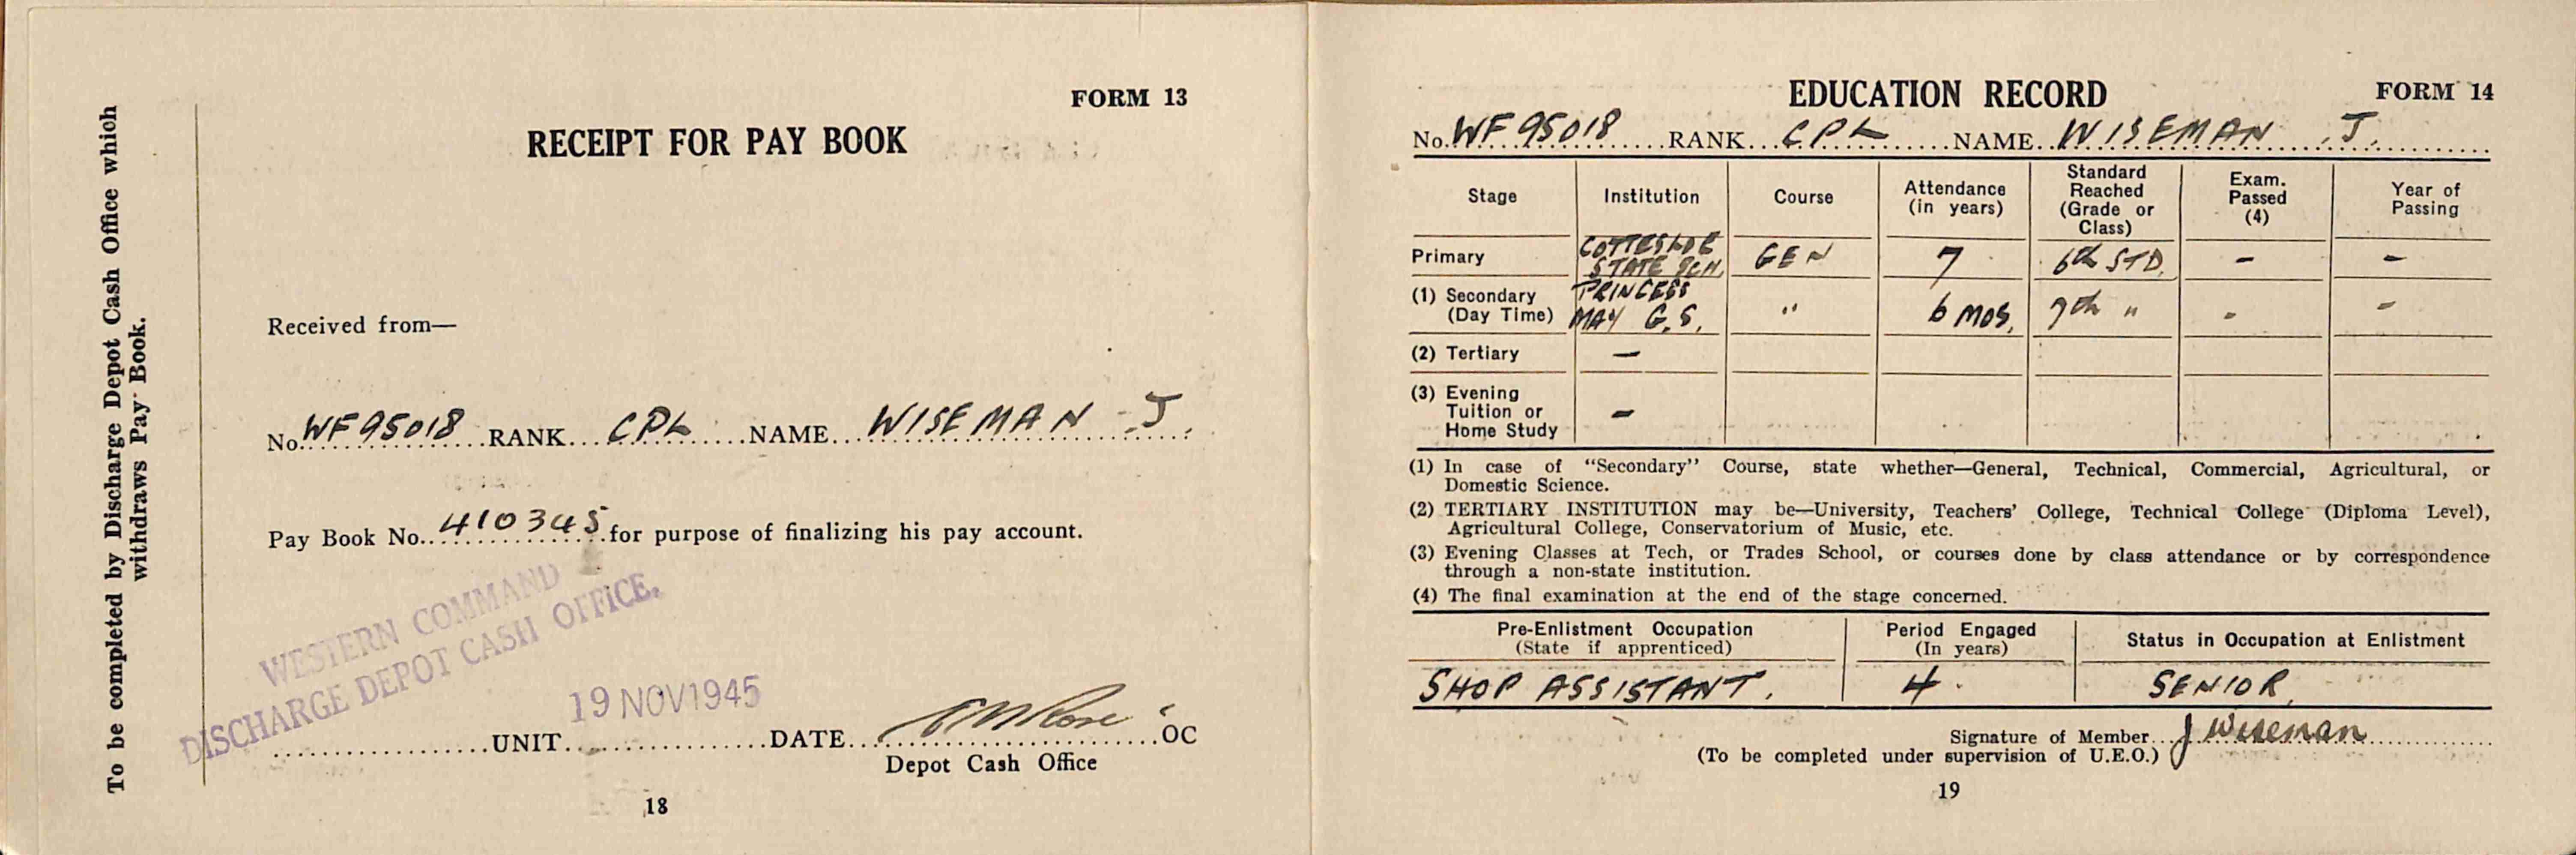 To be completed by Discharge Depot Cash Office which
withdraws Pay Book.
FORM 13
RECEIPT FOR PAY BOOK
Received from—
No. WF95018 RANK CPL NAME WISEMAN J.
Pay Book No. 410345 for purpose of finalizing his pay account.
WESTERN COMMAND
DISCHARGE DEPOT CASH OFFICE.
19 NOV 1945
UNIT DATE OC
Depot Cash Office
18
EDUCATION RECORD FORM 14
No. WF95018 RANK CPL NAME WISEMAN J.
Stage Institution Course Attendance (in years) Standard Reached (Grade or Class) Exam. Passed (4) Year of Passing
Primary COTTESLOE STATE SCH. GEN 7 6th STD. - -
(1) Secondary (Day Time) PRINCESS MAY G.S. " 6 MOS. 7th " - -
(2) Tertiary —
(3) Evening Tuition or Home Study —
(1) In case of "Secondary" Course, state whether—General, Technical, Commercial, Agricultural, or
Domestic Science.
(2) TERTIARY INSTITUTION may be—University, Teachers' College, Technical College (Diploma Level),
Agricultural College, Conservatorium of Music, etc.
(3) Evening Classes at Tech, or Trades School, or courses done by class attendance or by correspondence
through a non-state institution.
(4) The final examination at the end of the stage concerned.
Pre-Enlistment Occupation (State if apprenticed) Period Engaged (In years) Status in Occupation at Enlistment
SHOP ASSISTANT. 4. SENIOR
Signature of Member J Wiseman
(To be completed under supervision of U.E.O.)
19